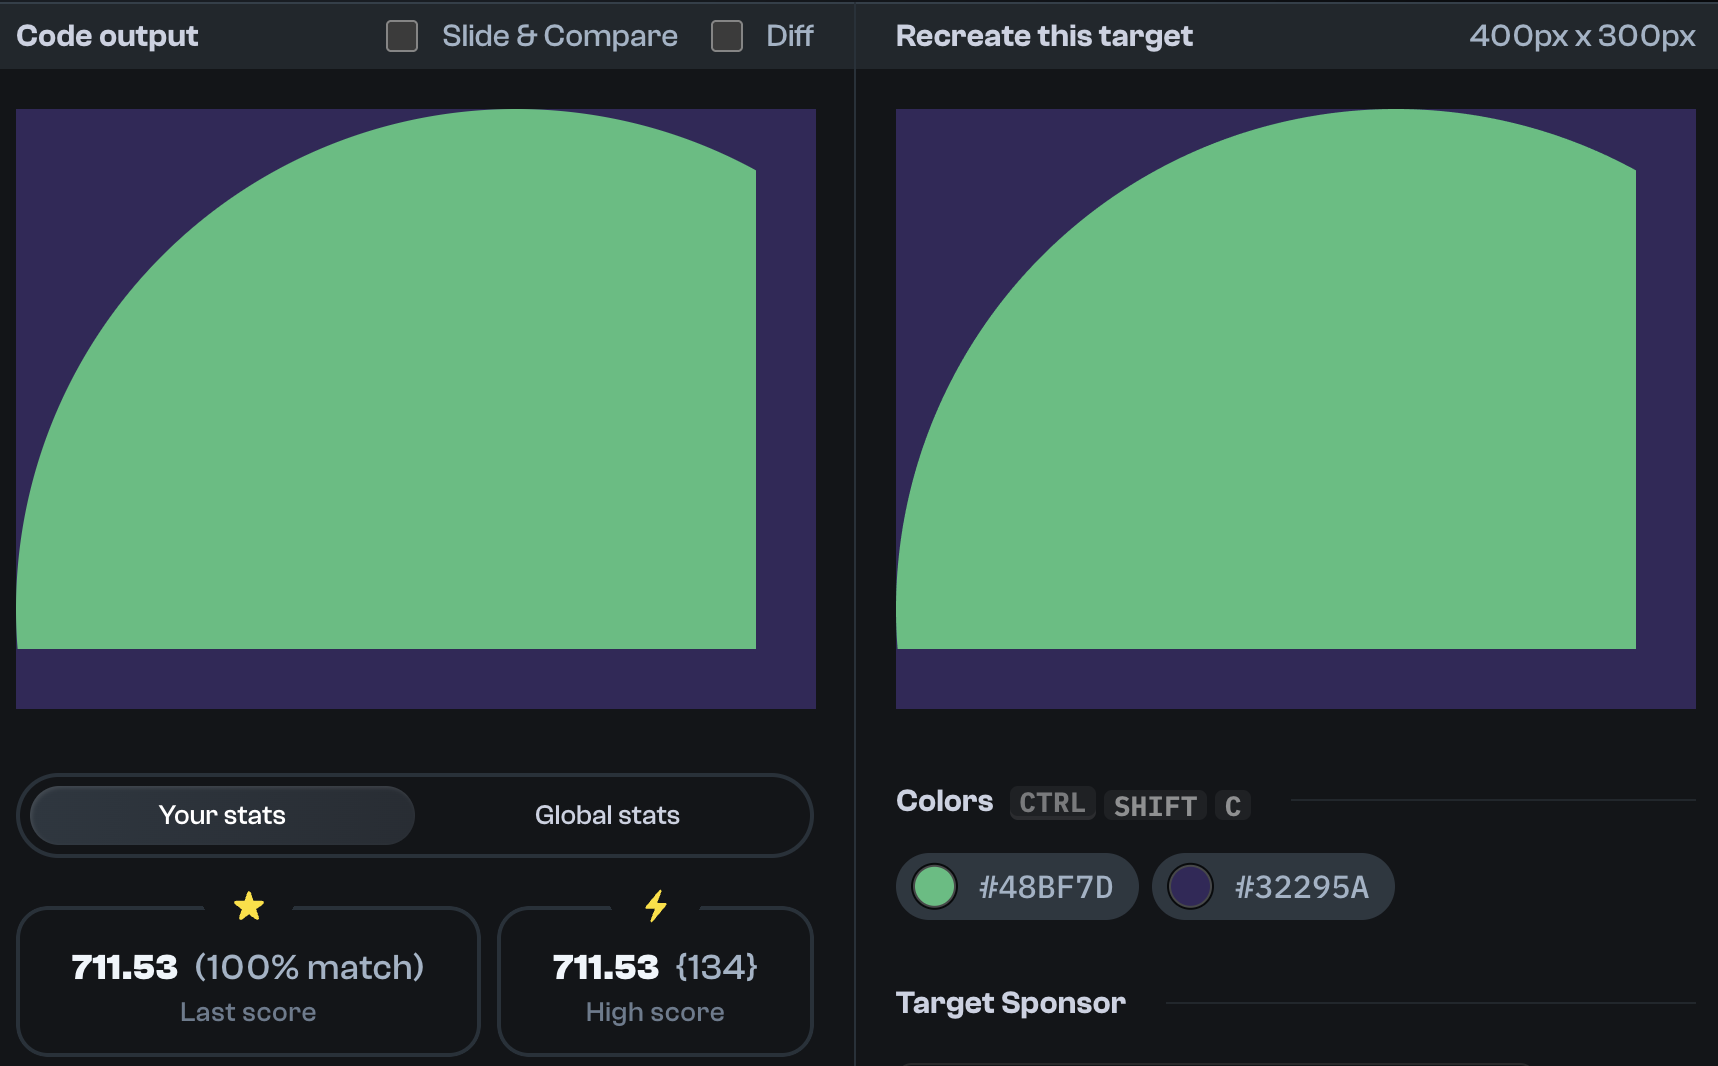 Code output
Slide & Compare
Diff
Recreate this target
400px x 300px
Your stats
Global stats
711.53 (100% match)
Last score
711.53 {134}
High score
Colors CTRL SHIFT C
#48BF7D
#32295A
Target Sponsor